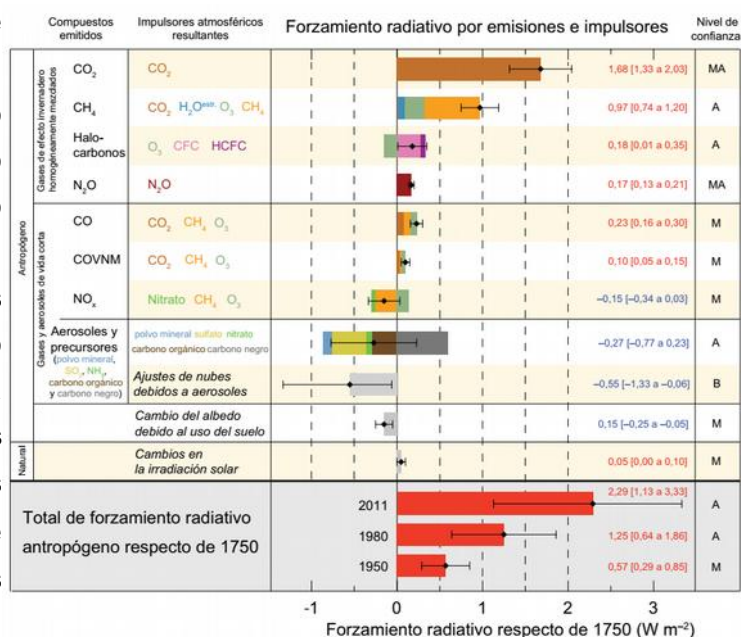 Compuestos emitidos
Impulsores atmosféricos resultantes
Forzamiento radiativo por emisiones e impulsores
Nivel de confianza
Antropógeno
Gases de efecto invernadero homogéneamente mezclados
CO₂
CO₂
1,68 [1,33 a 2,03]
MA
CH₄
CO₂ H₂Oᵉˢᵗʳ· O₃ CH₄
0,97 [0,74 a 1,20]
A
Halo-
carbonos
O₃ CFC HCFC
0,18 [0,01 a 0,35]
A
N₂O
N₂O
0,17 [0,13 a 0,21]
MA
Gases y aerosoles de vida corta
CO
CO₂ CH₄ O₃
0,23 [0,16 a 0,30]
M
COVNM
CO₂ CH₄ O₃
0,10 [0,05 a 0,15]
M
NOₓ
Nitrato CH₄ O₃
–0,15 [–0,34 a 0,03]
M
Aerosoles y
precursores
(polvo mineral,
SO₂, NH₃,
carbono orgánico
y carbono negro)
polvo mineral sulfato nitrato
carbono orgánico carbono negro
–0,27 [–0,77 a 0,23]
A
Ajustes de nubes
debidos a aerosoles
–0,55 [–1,33 a –0,06]
B
Cambio del albedo
debido al uso del suelo
0,15 [–0,25 a –0,05]
M
Natural
Cambios en
la irradiación solar
0,05 [0,00 a 0,10]
M
Total de forzamiento radiativo
antropógeno respecto de 1750
2011
2,29 [1,13 a 3,33]
A
1980
1,25 [0,64 a 1,86]
A
1950
0,57 [0,29 a 0,85]
M
-1 0 1 2 3
Forzamiento radiativo respecto de 1750 (W m⁻²)